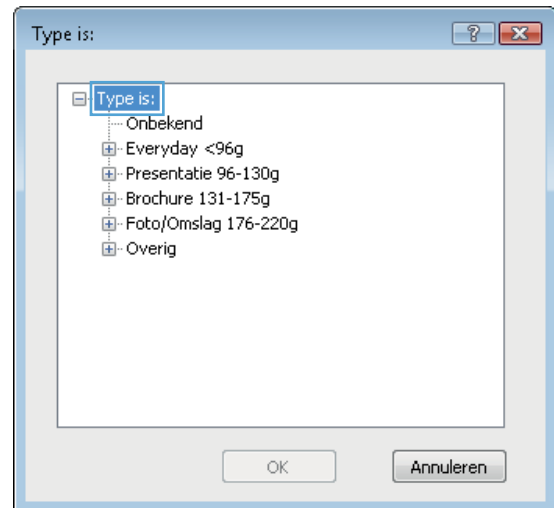 Type is:
Type is:
Onbekend
Everyday <96g
Presentatie 96-130g
Brochure 131-175g
Foto/Omslag 176-220g
Overig
OK
Annuleren